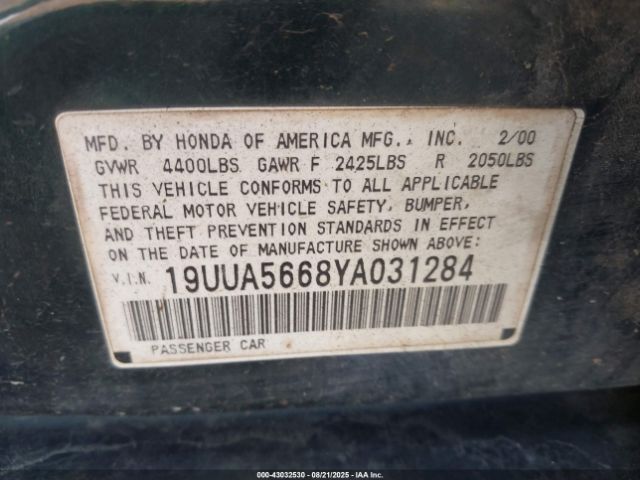 MFD. BY HONDA OF AMERICA MFG., INC. 2/00
GVWR 4400LBS GAWR F 2425LBS R 2050LBS
THIS VEHICLE CONFORMS TO ALL APPLICABLE
FEDERAL MOTOR VEHICLE SAFETY, BUMPER,
AND THEFT PREVENTION STANDARDS IN EFFECT
ON THE DATE OF MANUFACTURE SHOWN ABOVE:
V.I.N. 19UUA5668YA031284
PASSENGER CAR
000-43032530 - 08/21/2025 - IAA Inc.